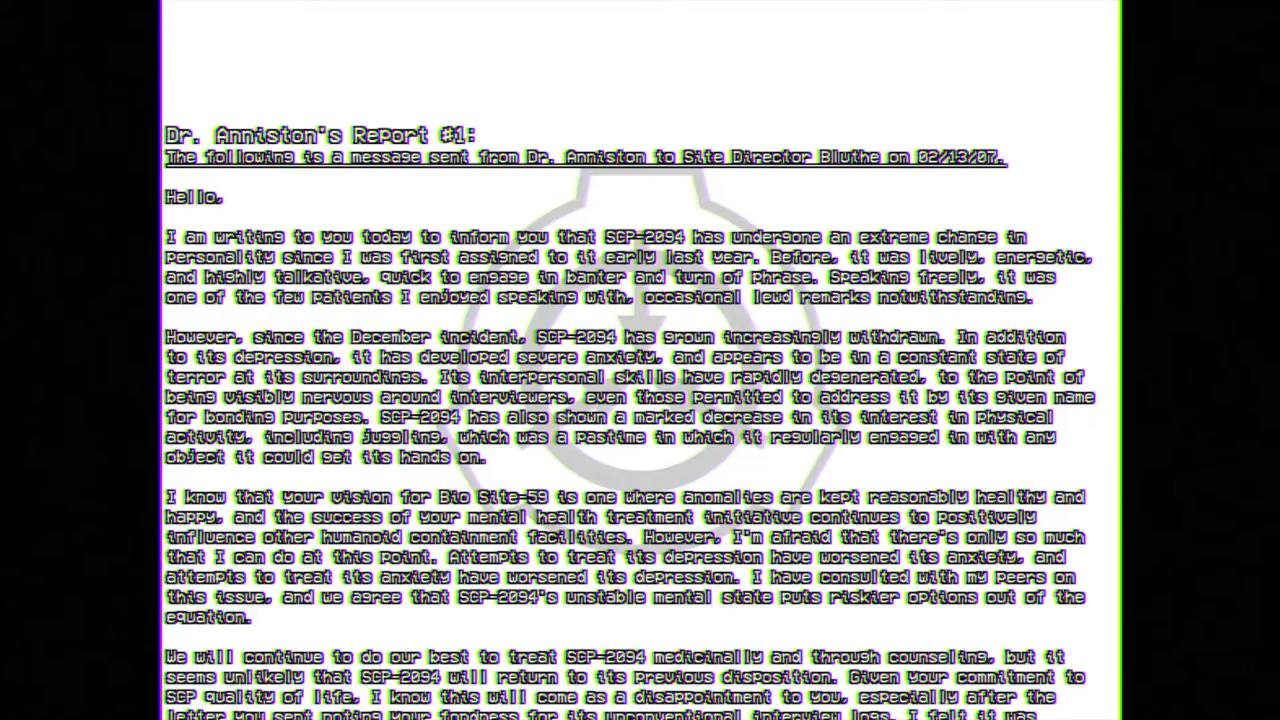 Dr. Anniston's Report #1:
The following is a message sent from Dr. Anniston to Site Director Bluthe on 02/13/07.
Hello,
I am writing to you today to inform you that SCP-2094 has undergone an extreme change in
personality since I was first assigned to it early last year. Before, it was lively, energetic,
and highly talkative, quick to engage in banter and turn of phrase. Speaking freely, it was
one of the few patients I enjoyed speaking with, occasional lewd remarks notwithstanding.
However, since the December incident, SCP-2094 has grown increasingly withdrawn. In addition
to its depression, it has developed severe anxiety, and appears to be in a constant state of
terror at its surroundings. Its interpersonal skills have rapidly degenerated, to the point of
being visibly nervous around interviewers, even those permitted to address it by its given name
for bonding purposes. SCP-2094 has also shown a marked decrease in its interest in physical
activity, including juggling, which was a pastime in which it regularly engaged in with any
object it could get its hands on.
I know that your vision for Bio Site-59 is one where anomalies are kept reasonably healthy and
happy, and the success of your mental health treatment initiative continues to positively
influence other humanoid containment facilities. However, I'm afraid that there's only so much
that I can do at this point. Attempts to treat its depression have worsened its anxiety, and
attempts to treat its anxiety have worsened its depression. I have consulted with my peers on
this issue, and we agree that SCP-2094's unstable mental state puts riskier options out of the
equation.
We will continue to do our best to treat SCP-2094 medicinally and through counseling, but it
seems unlikely that SCP-2094 will return to its previous disposition. Given your commitment to
SCP quality of life, I know this will come as a disappointment to you, especially after the
letter you sent noting your fondness for its unconventional interview logs. I felt it was